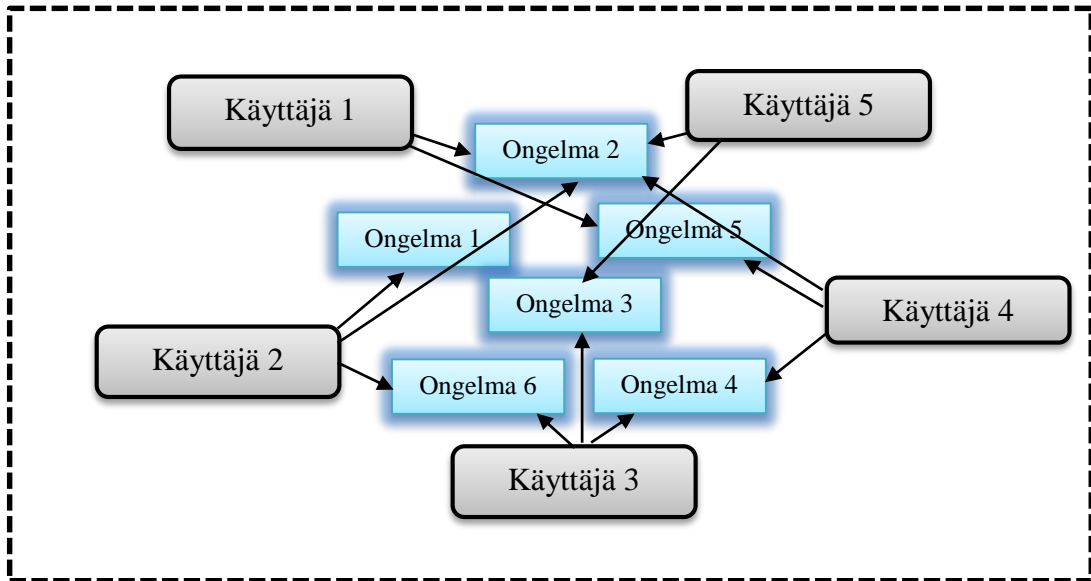 Käyttäjä 1
Käyttäjä 5
Ongelma 2
Ongelma 1
Ongelma 5
Ongelma 3
Käyttäjä 4
Käyttäjä 2
Ongelma 6
Ongelma 4
Käyttäjä 3